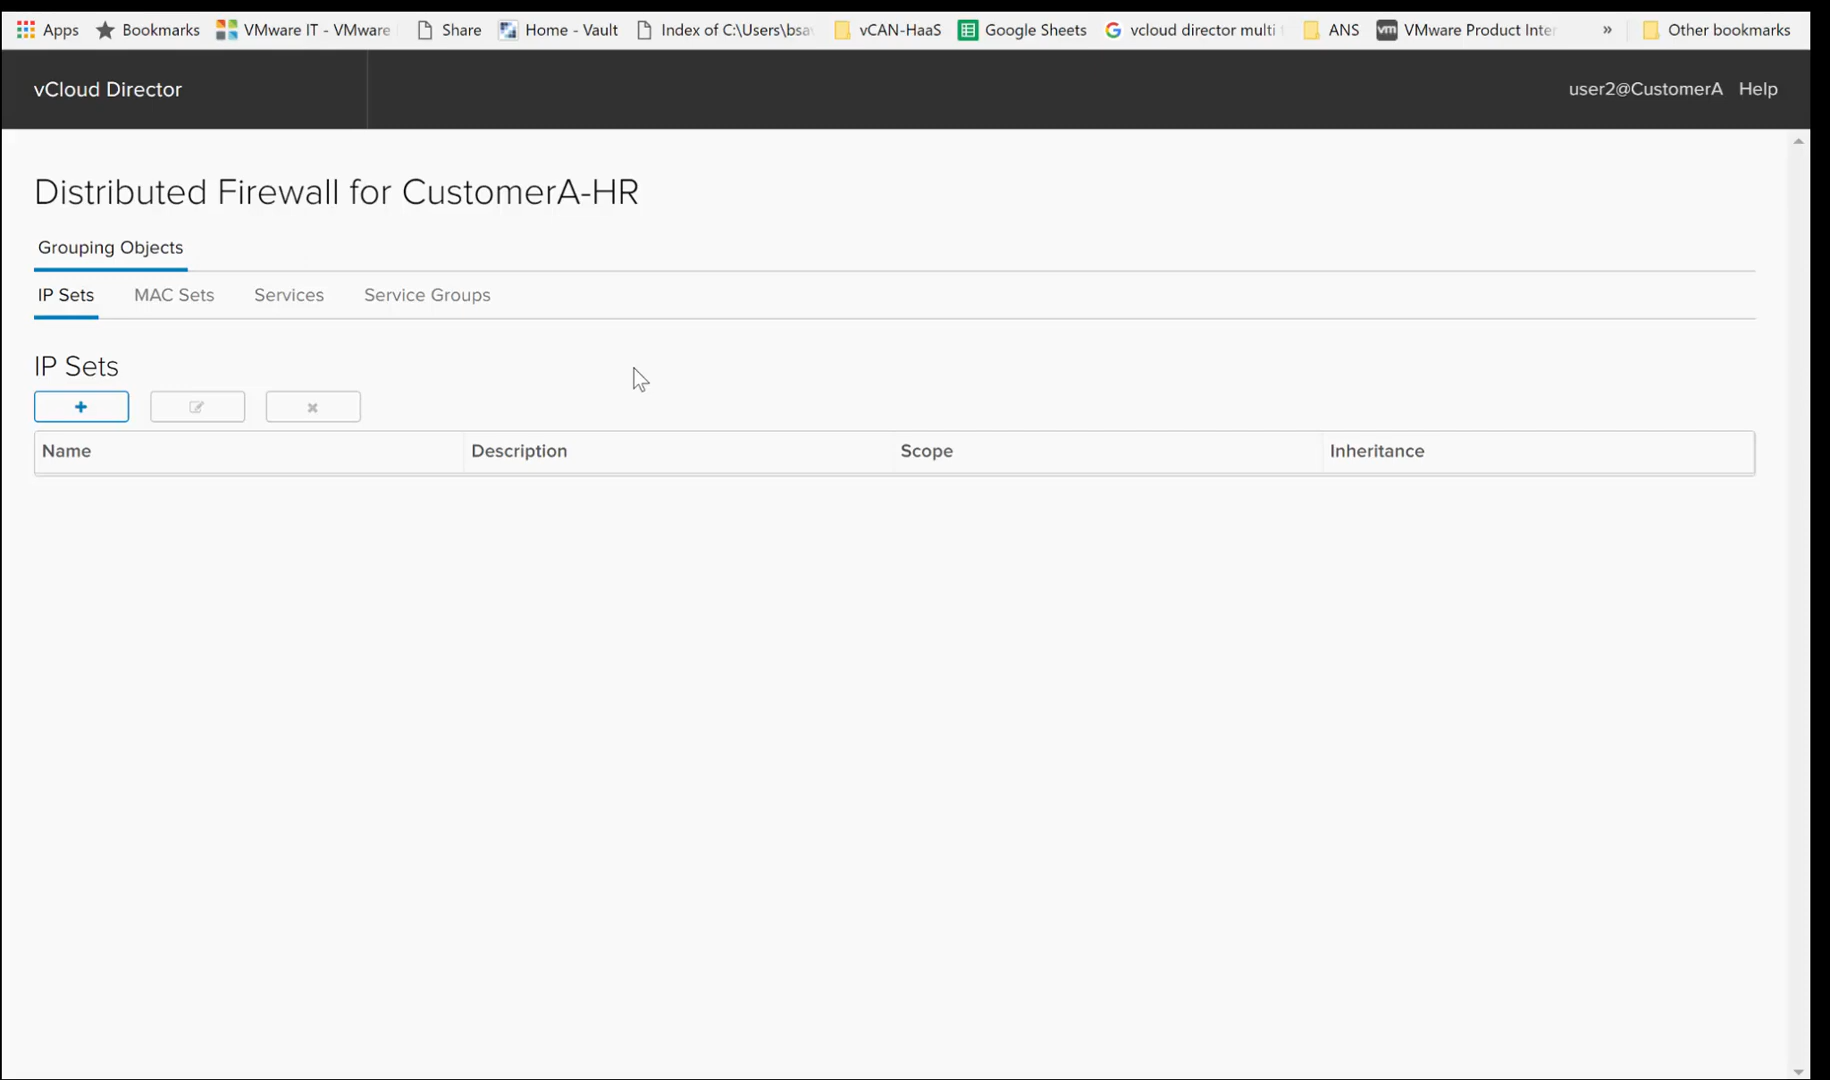 Apps Bookmarks VMware IT - VMware Share Home - Vault Index of C:\Users\bsa vCAN-HaaS Google Sheets vcloud director multi ANS vm VMware Product Inter » Other bookmarks
vCloud Director user2@CustomerA Help
Distributed Firewall for CustomerA-HR
Grouping Objects
IP Sets MAC Sets Services Service Groups
IP Sets
Name Description Scope Inheritance